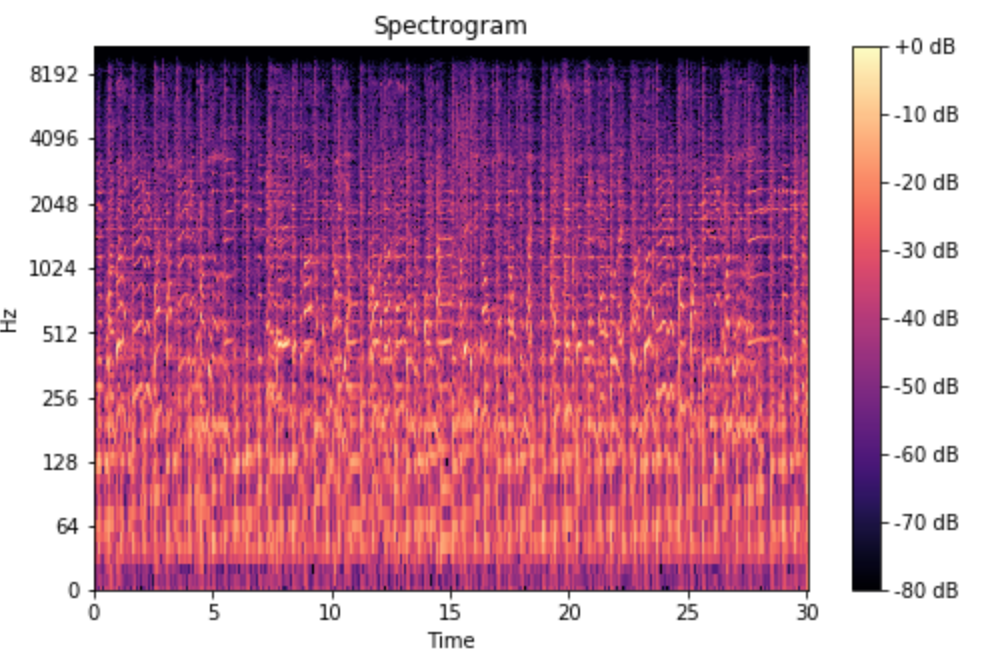 Spectrogram
Hz
8192
4096
2048
1024
512
256
128
64
0
0 5 10 15 20 25 30
Time
+0 dB
-10 dB
-20 dB
-30 dB
-40 dB
-50 dB
-60 dB
-70 dB
-80 dB